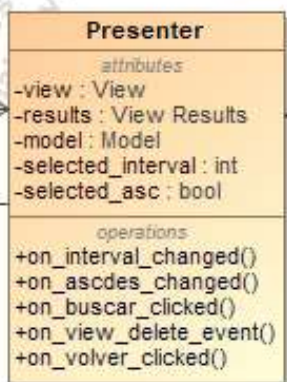 Presenter
attributes
-view : View
-results : View Results
-model : Model
-selected_interval : int
-selected_asc : bool
operations
+on_interval_changed()
+on_ascdes_changed()
+on_buscar_clicked()
+on_view_delete_event()
+on_volver_clicked()